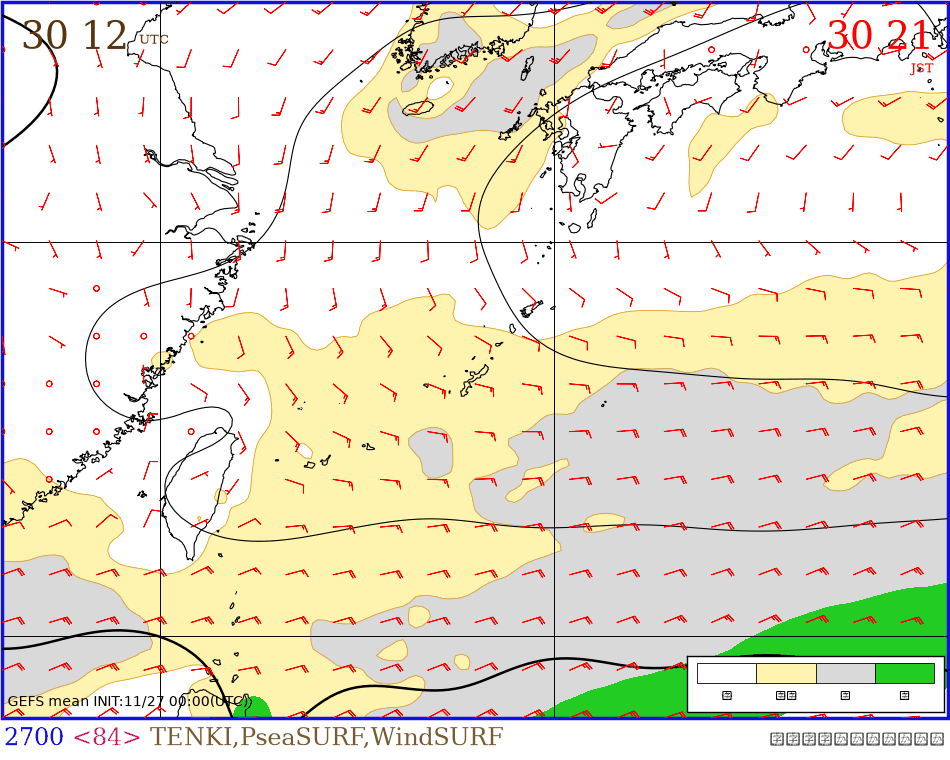 30 12 UTC
30 21 JST
GEFS mean INIT:11/27 00:00(UTC))
2700 <84> TENKI,PseaSURF,WindSURF